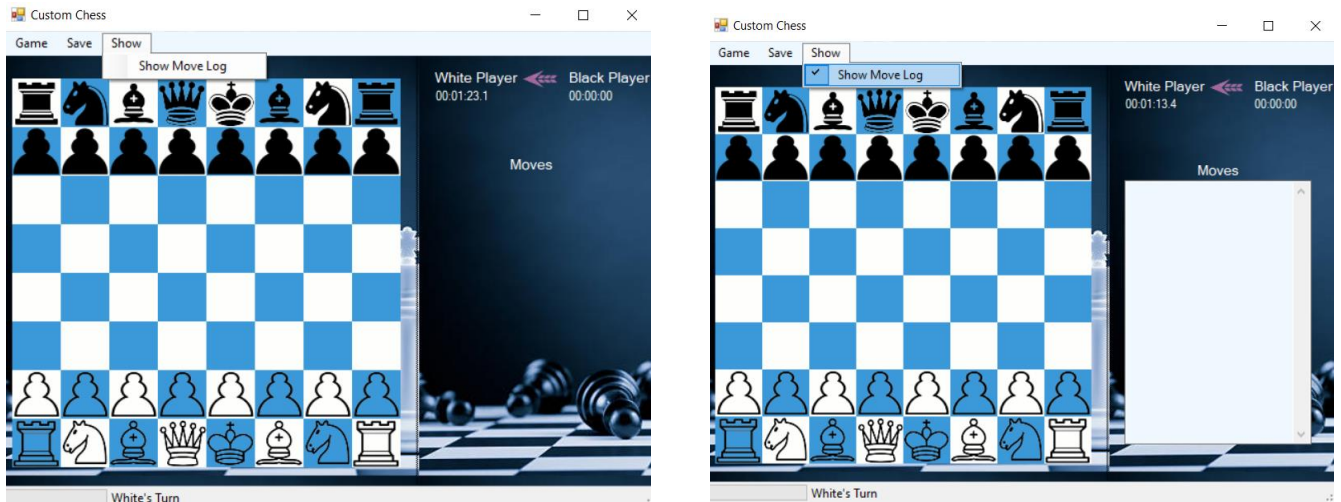 Custom Chess
Game Save Show
Show Move Log
White Player Black Player
00:01:23.1 00:00:00
Moves
White's Turn
Custom Chess
Game Save Show
Show Move Log
White Player Black Player
00:01:13.4 00:00:00
Moves
White's Turn